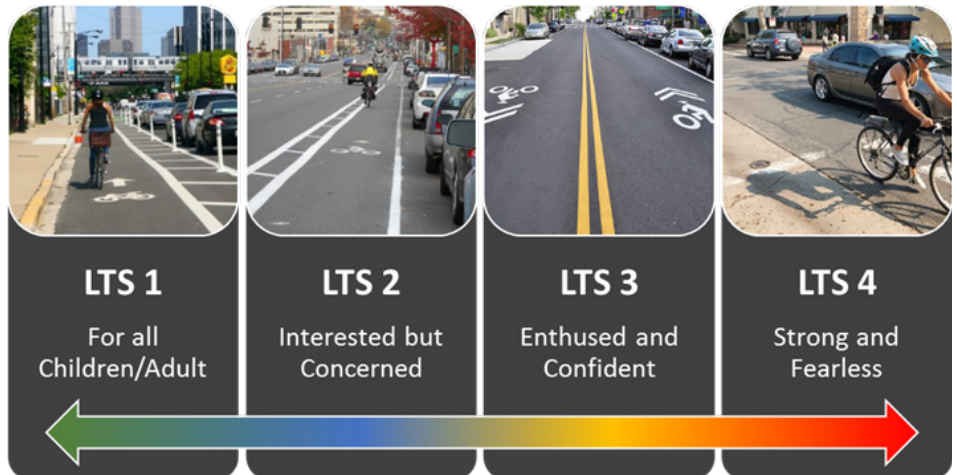 LTS 1
For all
Children/Adult
LTS 2
Interested but
Concerned
LTS 3
Enthused and
Confident
LTS 4
Strong and
Fearless